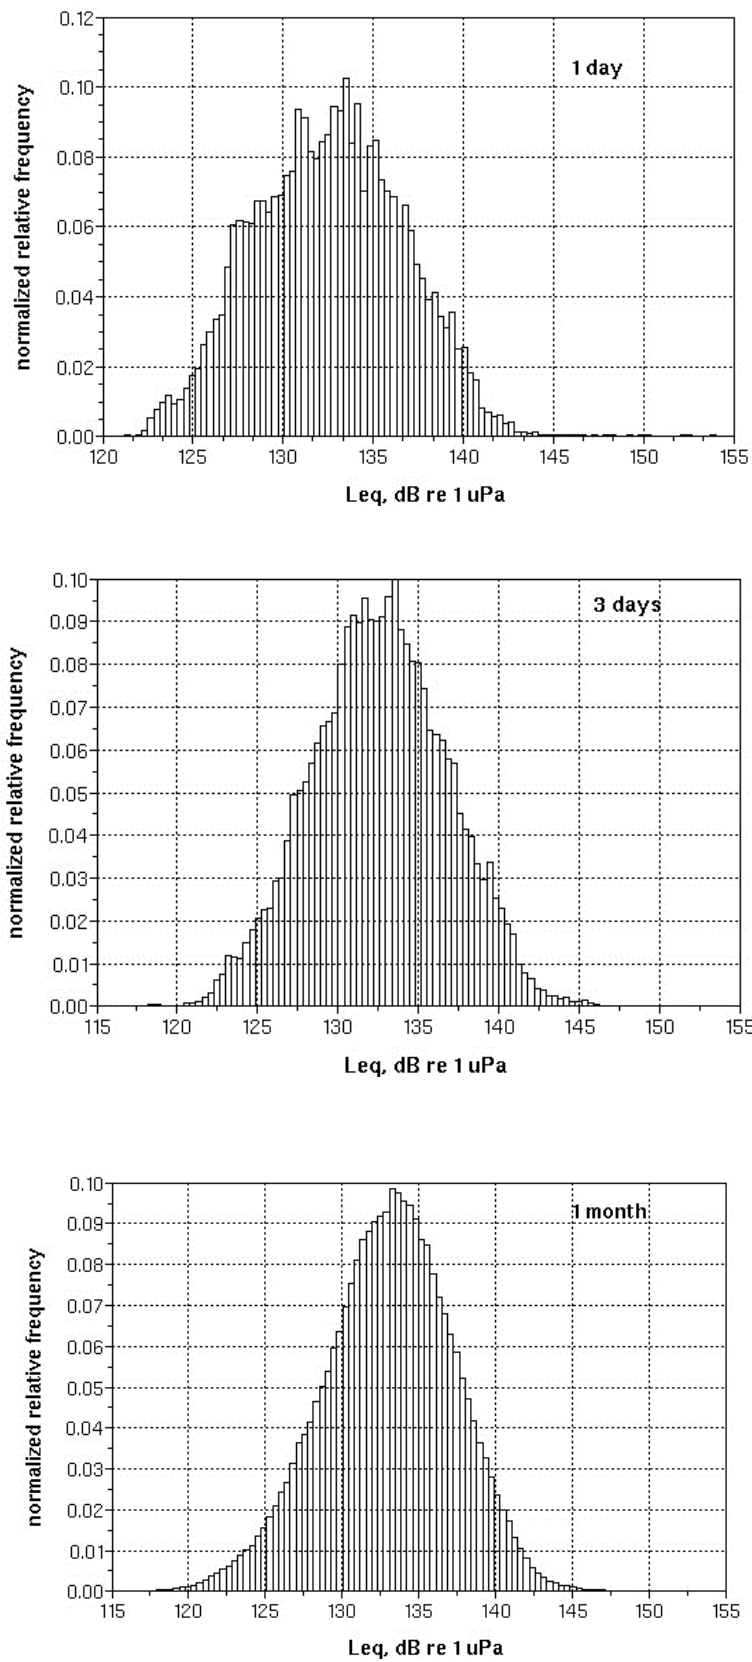 0.12
0.10
0.08
0.06
0.04
0.02
0.00
normalized relative frequency
1 day
120 125 130 135 140 145 150 155
Leq, dB re 1 uPa
0.10
0.09
0.08
0.07
0.06
0.05
0.04
0.03
0.02
0.01
0.00
normalized relative frequency
3 days
115 120 125 130 135 140 145 150 155
Leq, dB re 1 uPa
0.10
0.09
0.08
0.07
0.06
0.05
0.04
0.03
0.02
0.01
0.00
normalized relative frequency
1 month
115 120 125 130 135 140 145 150 155
Leq, dB re 1 uPa